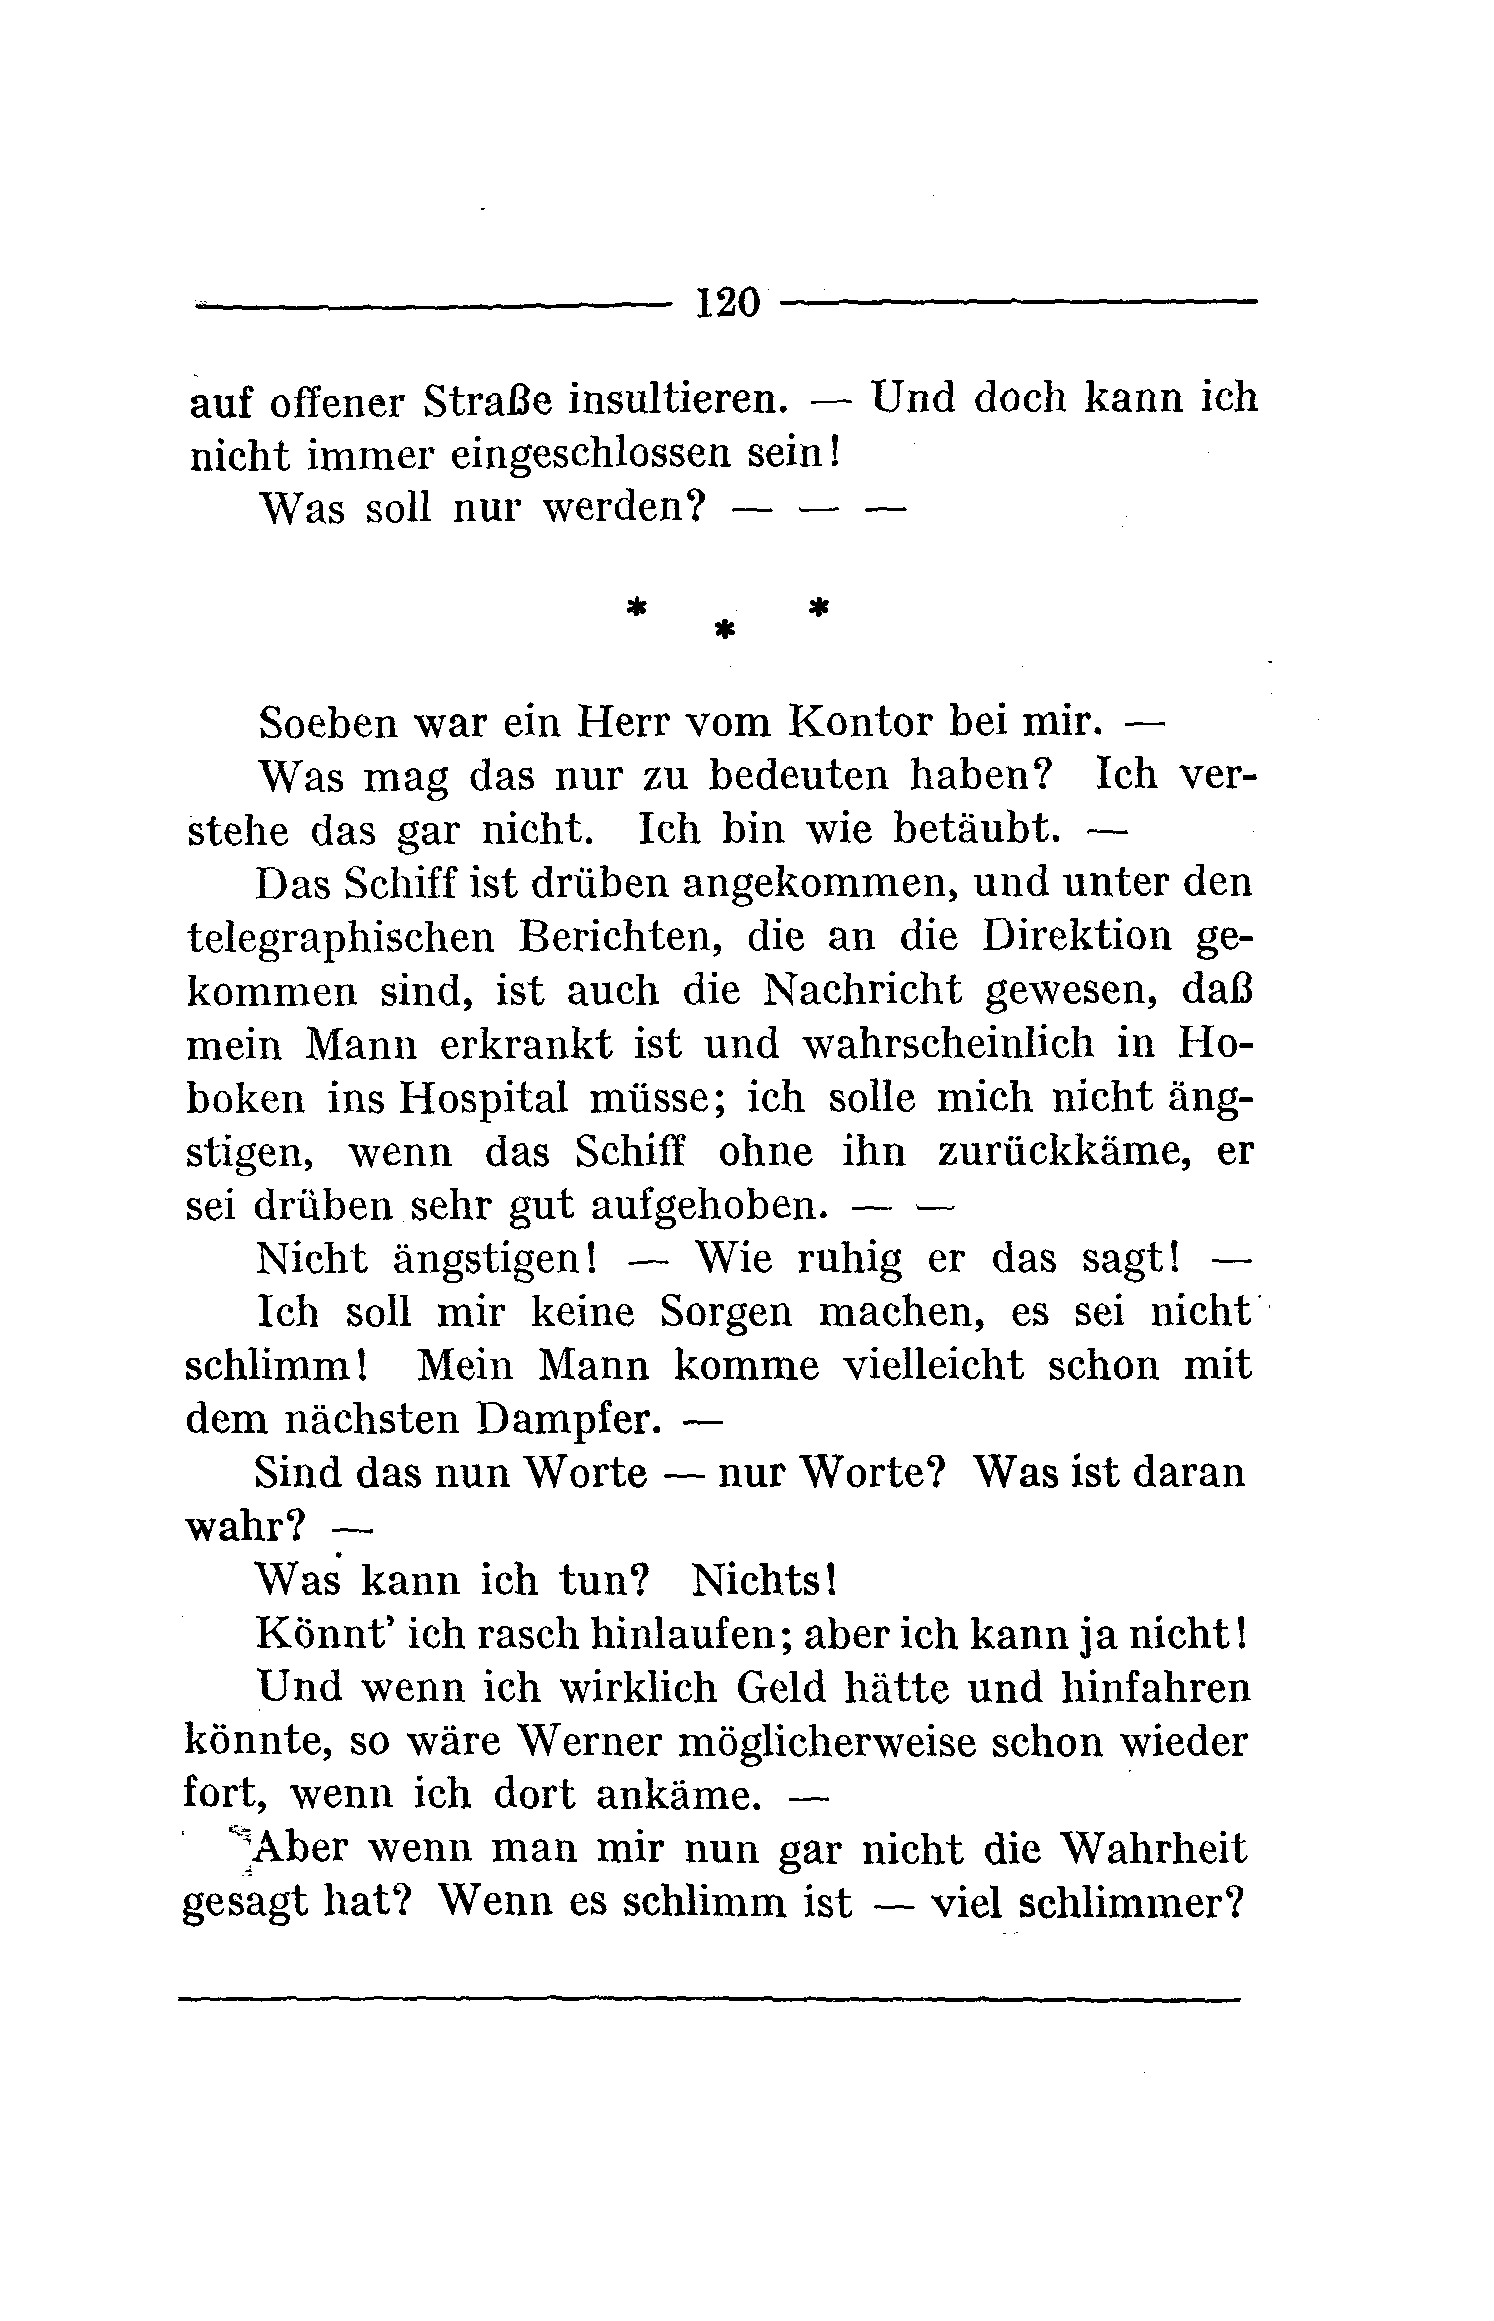 120
auf offener Straße insultieren. — Und doch kann ich
nicht immer eingeschlossen sein!
Was soll nur werden? — — —
* * *
Soeben war ein Herr vom Kontor bei mir. —
Was mag das nur zu bedeuten haben? Ich ver-
stehe das gar nicht. Ich bin wie betäubt. —
Das Schiff ist drüben angekommen, und unter den
telegraphischen Berichten, die an die Direktion ge-
kommen sind, ist auch die Nachricht gewesen, daß
mein Mann erkrankt ist und wahrscheinlich in Ho-
boken ins Hospital müsse; ich solle mich nicht äng-
stigen, wenn das Schiff ohne ihn zurückkäme, er
sei drüben sehr gut aufgehoben. — —
Nicht ängstigen! — Wie ruhig er das sagt! —
Ich soll mir keine Sorgen machen, es sei nicht
schlimm! Mein Mann komme vielleicht schon mit
dem nächsten Dampfer. —
Sind das nun Worte — nur Worte? Was ist daran
wahr? —
Was kann ich tun? Nichts!
Könnt’ ich rasch hinlaufen; aber ich kann ja nicht!
Und wenn ich wirklich Geld hätte und hinfahren
könnte, so wäre Werner möglicherweise schon wieder
fort, wenn ich dort ankäme. —
Aber wenn man mir nun gar nicht die Wahrheit
gesagt hat? Wenn es schlimm ist — viel schlimmer?